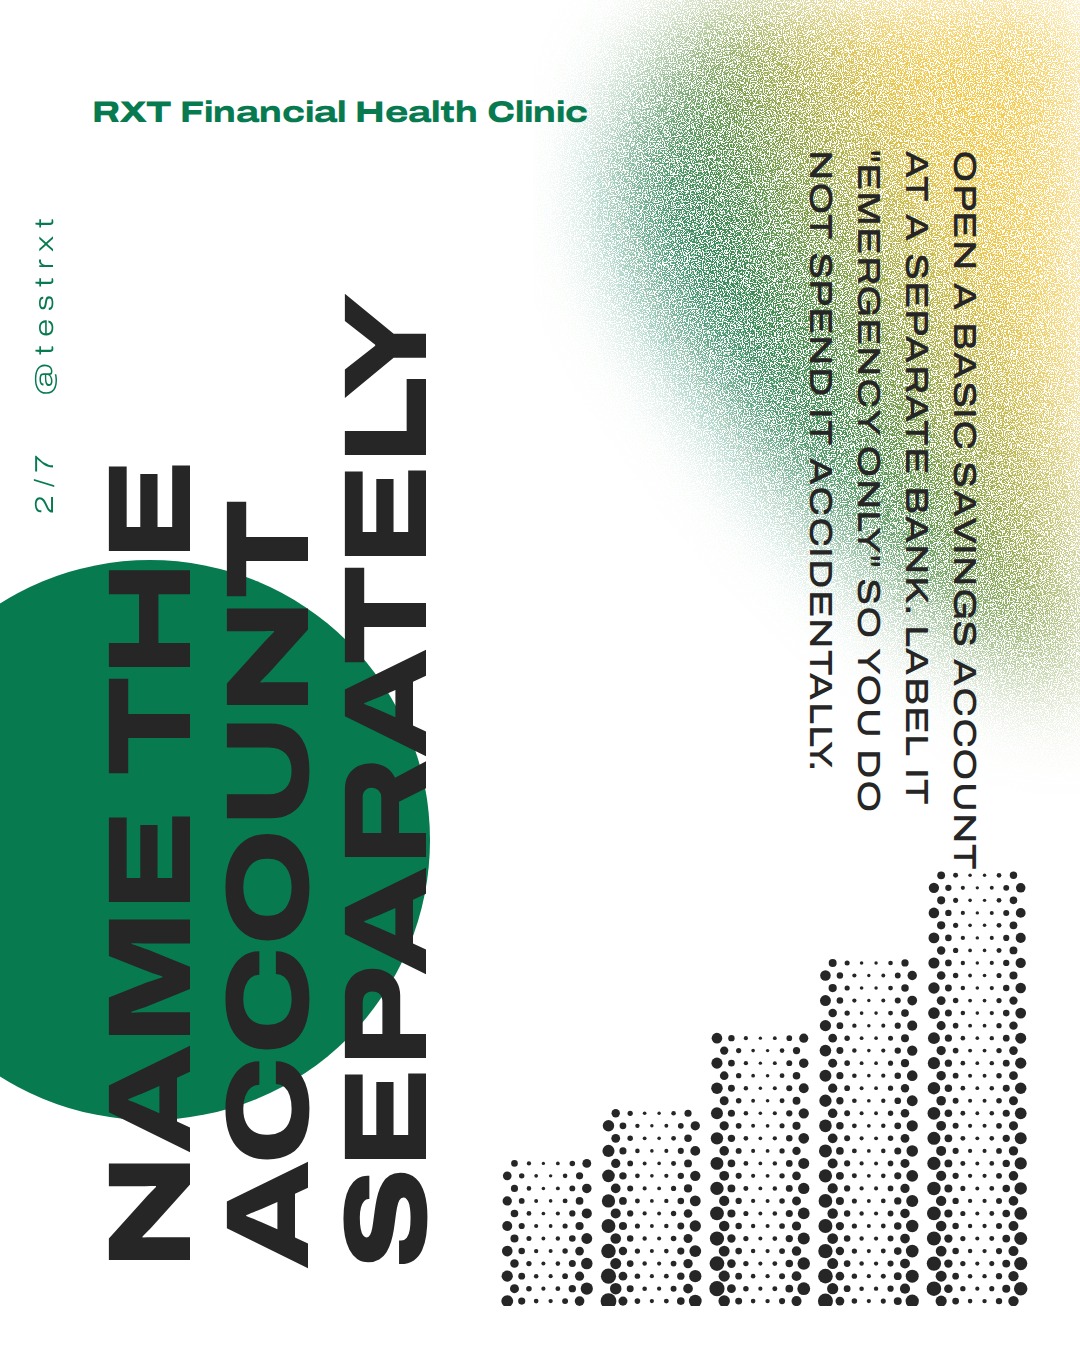 RXT Financial Health Clinic
2/7 @testrxt
NAME THE
ACCOUNT
SEPARATELY
OPEN A BASIC SAVINGS ACCOUNT
AT A SEPARATE BANK. LABEL IT
"EMERGENCY ONLY" SO YOU DO
NOT SPEND IT ACCIDENTALLY.